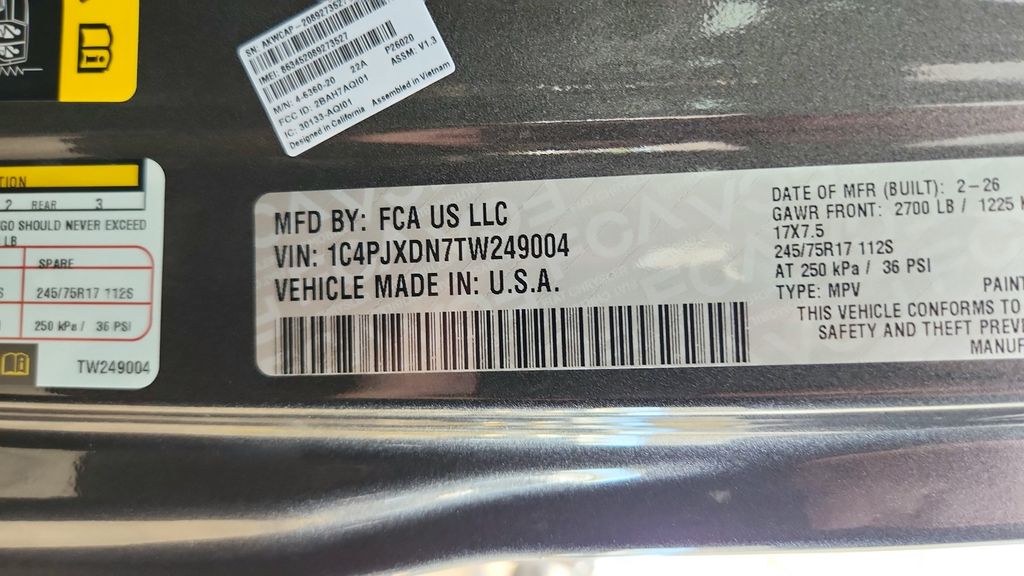 SN: AKWCAP-2089273527
IMEI: 863452089273527
M/N: 4-6360-20 22A P26020
FCC ID: 2BAH7AQI01 ASSM. V1.3
IC: 30133-AQI01
Designed in California Assembled in Vietnam
TION
2 REAR 3
GO SHOULD NEVER EXCEED
LB
SPARE
245/75R17 112S
250 kPa / 36 PSI
TW249004
MFD BY: FCA US LLC
VIN: 1C4PJXDN7TW249004
VEHICLE MADE IN: U.S.A.
DATE OF MFR (BUILT): 2-26
GAWR FRONT: 2700 LB / 1225 K
17X7.5
245/75R17 112S
AT 250 kPa / 36 PSI
TYPE: MPV PAINT
THIS VEHICLE CONFORMS TO
SAFETY AND THEFT PREVE
MANUF